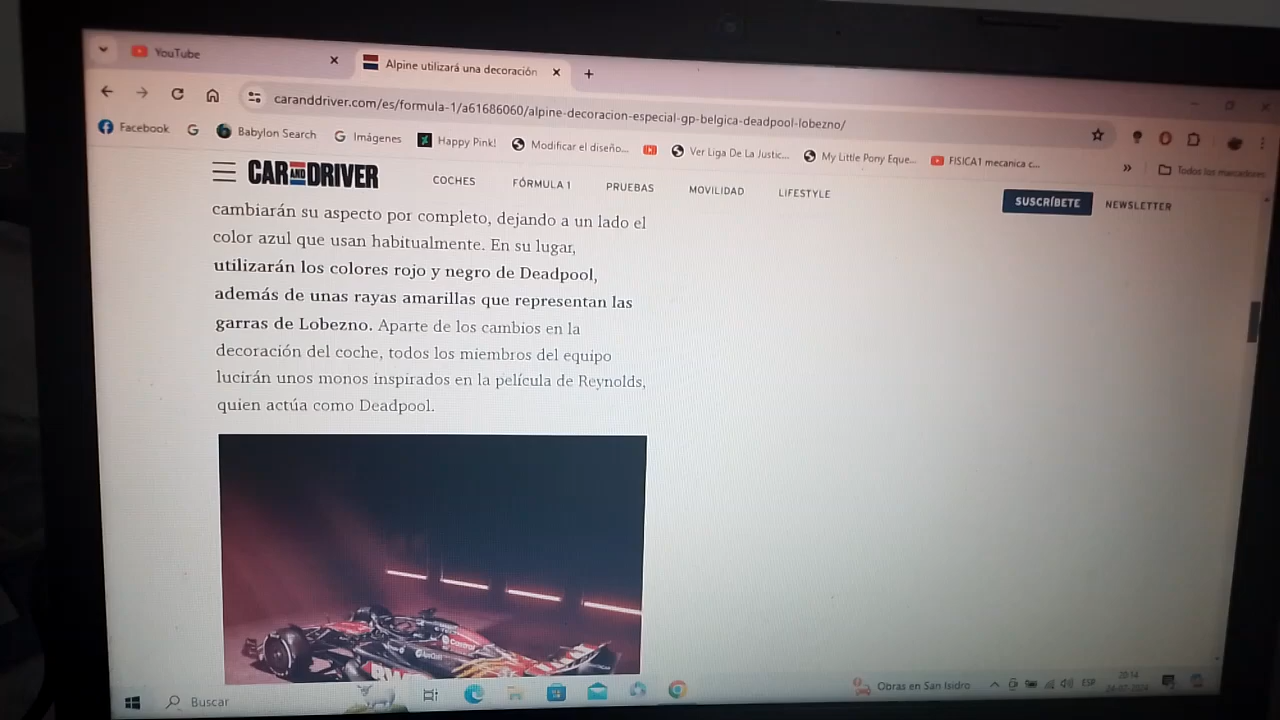 YouTube
Alpine utilizará una decoración
caranddriver.com/es/formula-1/a61686060/alpine-decoracion-especial-gp-belgica-deadpool-lobezno/
Facebook
Babylon Search
Imágenes
Happy Pink!
Modificar el diseño...
Ver Liga De La Justic...
My Little Pony Eque...
FISICA1 mecanica c...
Todos los marcadores
CAR AND DRIVER
COCHES
FÓRMULA 1
PRUEBAS
MOVILIDAD
LIFESTYLE
SUSCRÍBETE
NEWSLETTER
cambiarán su aspecto por completo, dejando a un lado el
color azul que usan habitualmente. En su lugar,
utilizarán los colores rojo y negro de Deadpool,
además de unas rayas amarillas que representan las
garras de Lobezno. Aparte de los cambios en la
decoración del coche, todos los miembros del equipo
lucirán unos monos inspirados en la película de Reynolds,
quien actúa como Deadpool.
Castrol
Buscar
Obras en San Isidro
ESP
20:14
24-07-2024